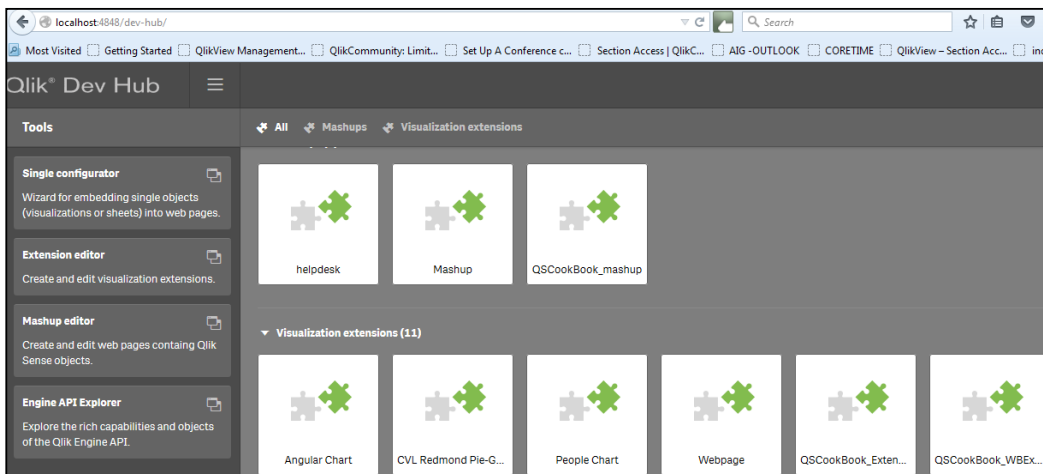 localhost:4848/dev-hub/
Search
Most Visited Getting Started QlikView Management... QlikCommunity: Limit... Set Up A Conference c... Section Access | QlikC... AIG -OUTLOOK CORETIME QlikView – Section Acc... inc
Qlik® Dev Hub
Tools
All Mashups Visualization extensions
Single configurator
Wizard for embedding single objects
(visualizations or sheets) into web pages.
Extension editor
Create and edit visualization extensions.
Mashup editor
Create and edit web pages containg Qlik
Sense objects.
Engine API Explorer
Explore the rich capabilities and objects
of the Qlik Engine API.
helpdesk
Mashup
QSCookBook_mashup
Visualization extensions (11)
Angular Chart
CVL Redmond Pie-G...
People Chart
Webpage
QSCookBook_Exten...
QSCookBook_WBEx...